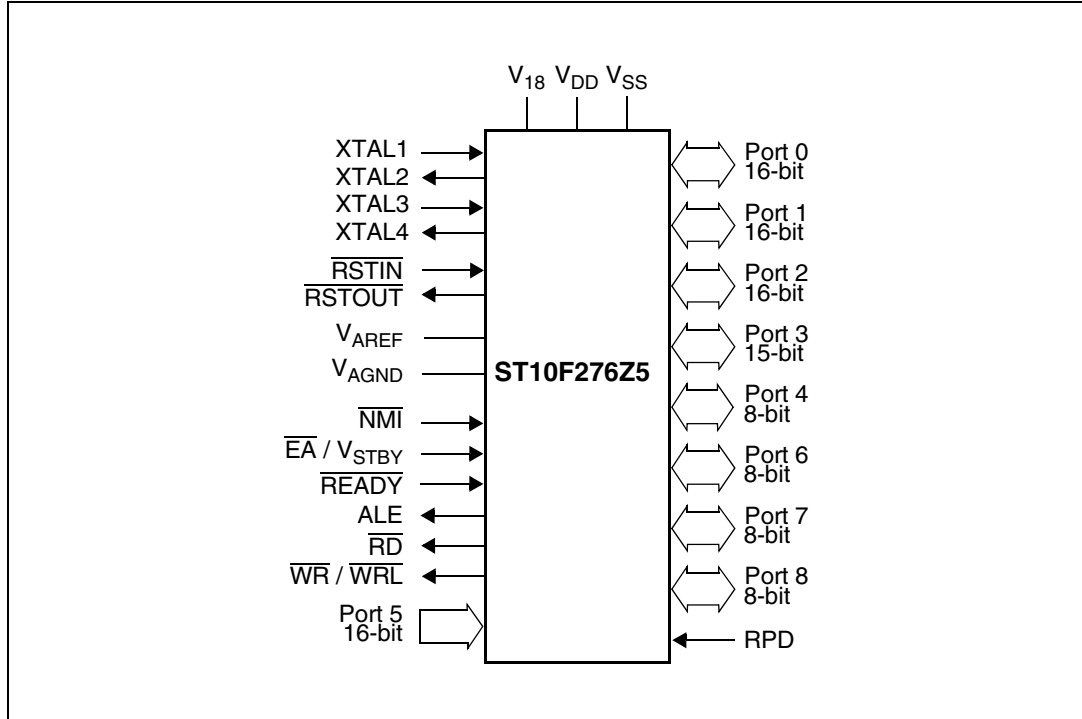 V18 VDD VSS
XTAL1
XTAL2
XTAL3
XTAL4
RSTIN
RSTOUT
VAREF
VAGND
NMI
EA / VSTBY
READY
ALE
RD
WR / WRL
Port 5
16-bit
ST10F276Z5
Port 0
16-bit
Port 1
16-bit
Port 2
16-bit
Port 3
15-bit
Port 4
8-bit
Port 6
8-bit
Port 7
8-bit
Port 8
8-bit
RPD